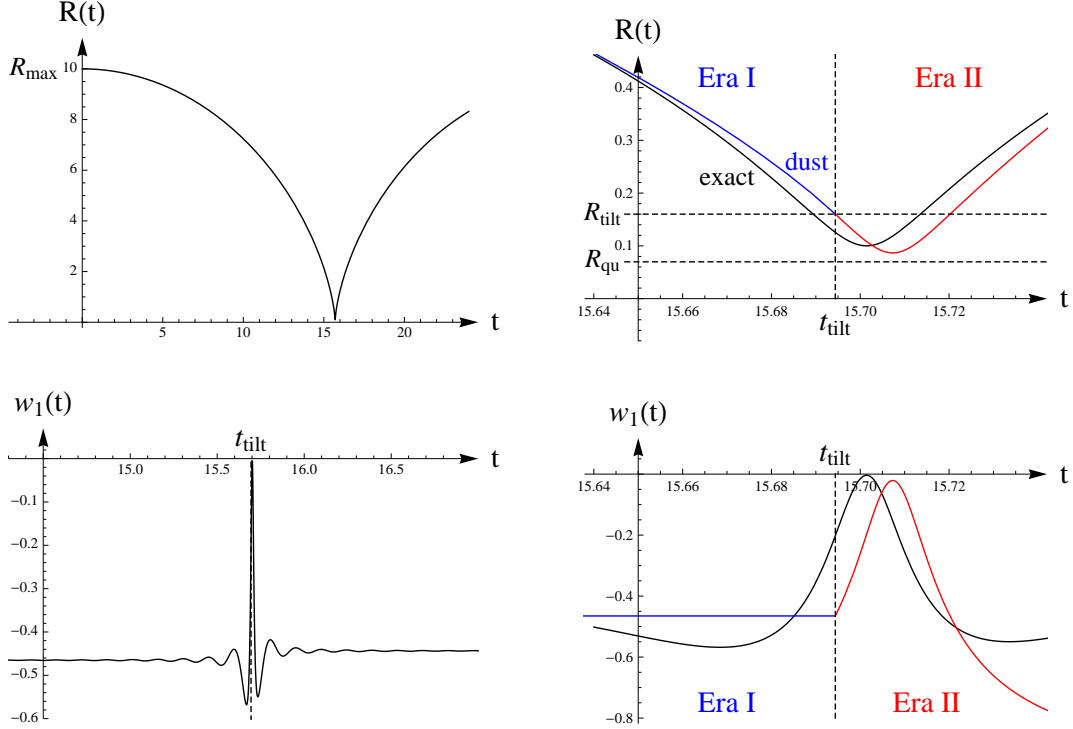 R(t)
R_max
10
8
6
4
2
5
10
15
20
t
R(t)
Era I
Era II
0.4
0.3
0.2
0.1
dust
exact
R_tilt
R_qu
15.64
15.66
15.68
15.70
15.72
t
t_tilt
w₁(t)
t_tilt
t
15.0
15.5
16.0
16.5
−0.1
−0.2
−0.3
−0.4
−0.5
−0.6
w₁(t)
t_tilt
t
15.64
15.66
15.68
15.70
15.72
−0.2
−0.4
−0.6
−0.8
Era I
Era II